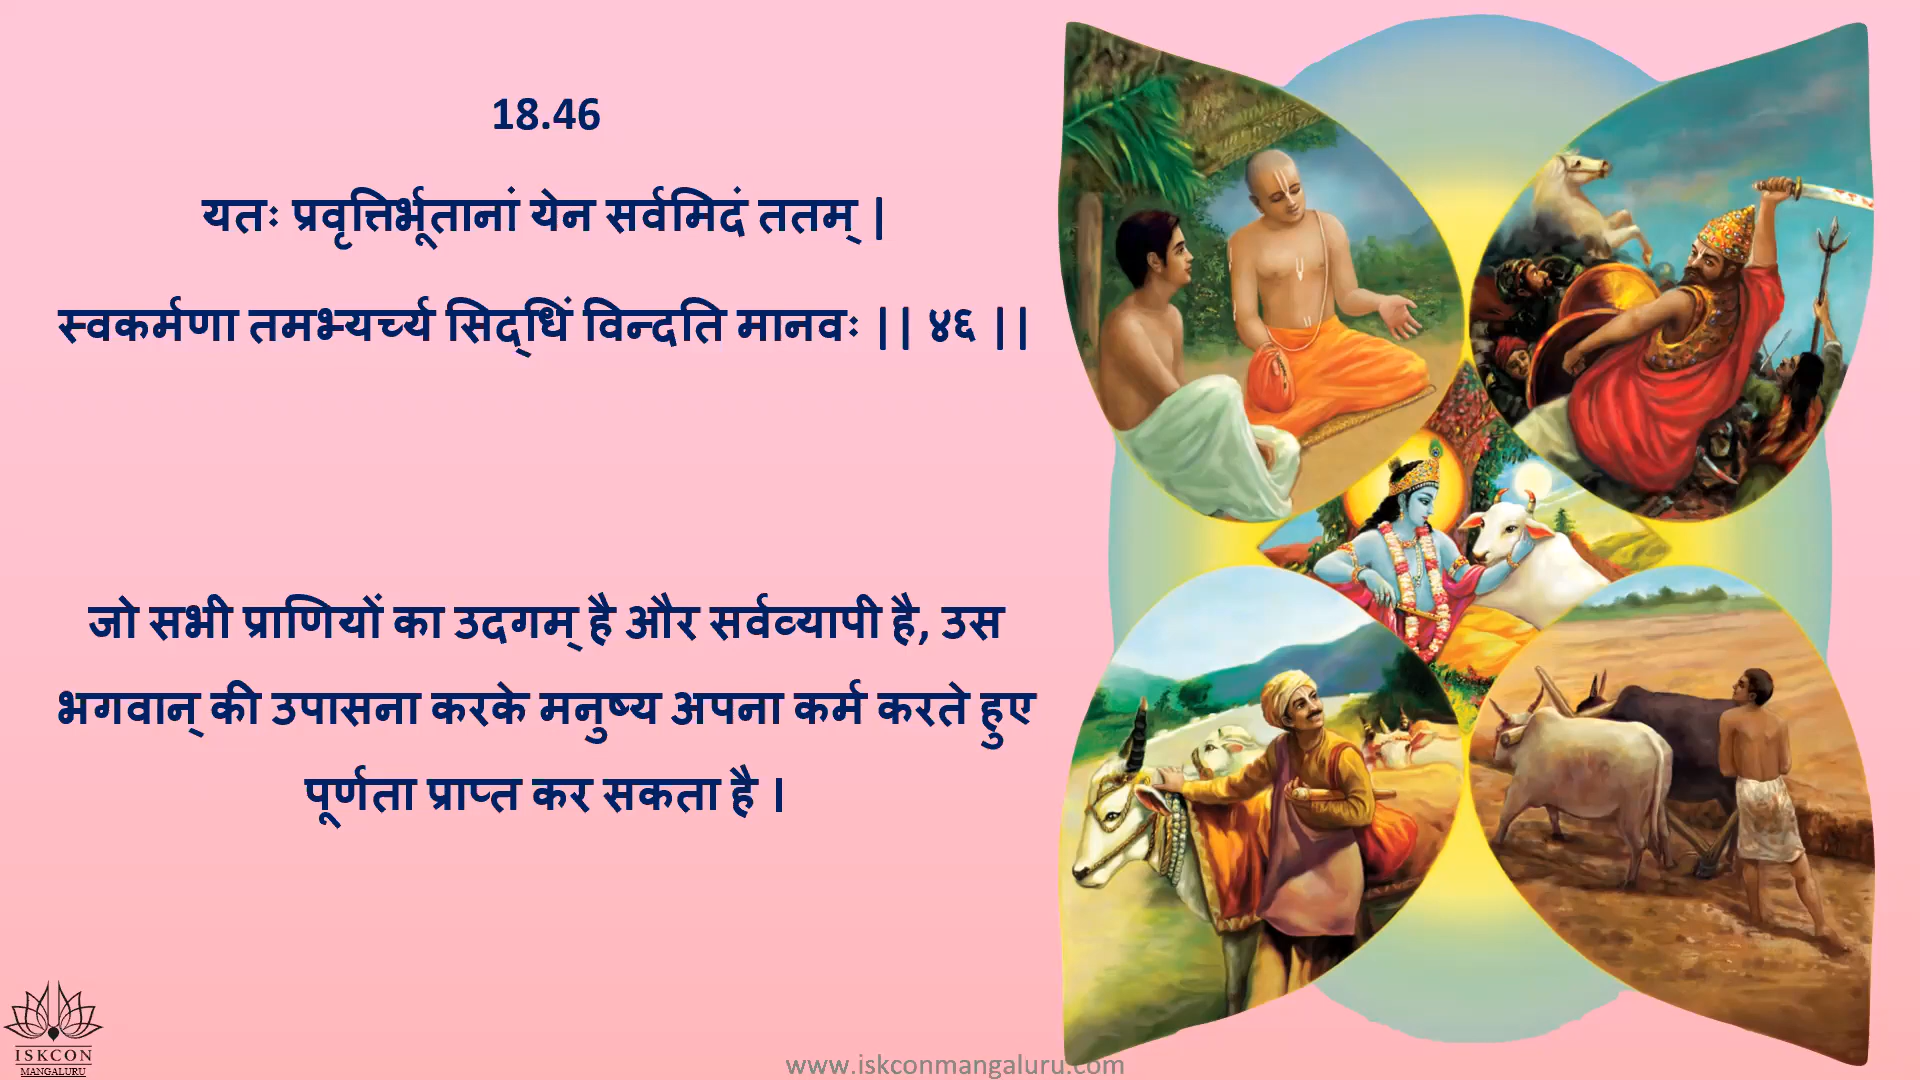 18.46
यतः प्रवृत्तिर्भूतानां येन सर्वमिदं ततम् |
स्वकर्मणा तमभ्यर्च्य सिद्धिं विन्दति मानवः || ४६ ||
जो सभी प्राणियों का उदगम् है और सर्वव्यापी है, उस
भगवान् की उपासना करके मनुष्य अपना कर्म करते हुए
पूर्णता प्राप्त कर सकता है ।
ISKCON
MANGALURU
www.iskconmangaluru.com